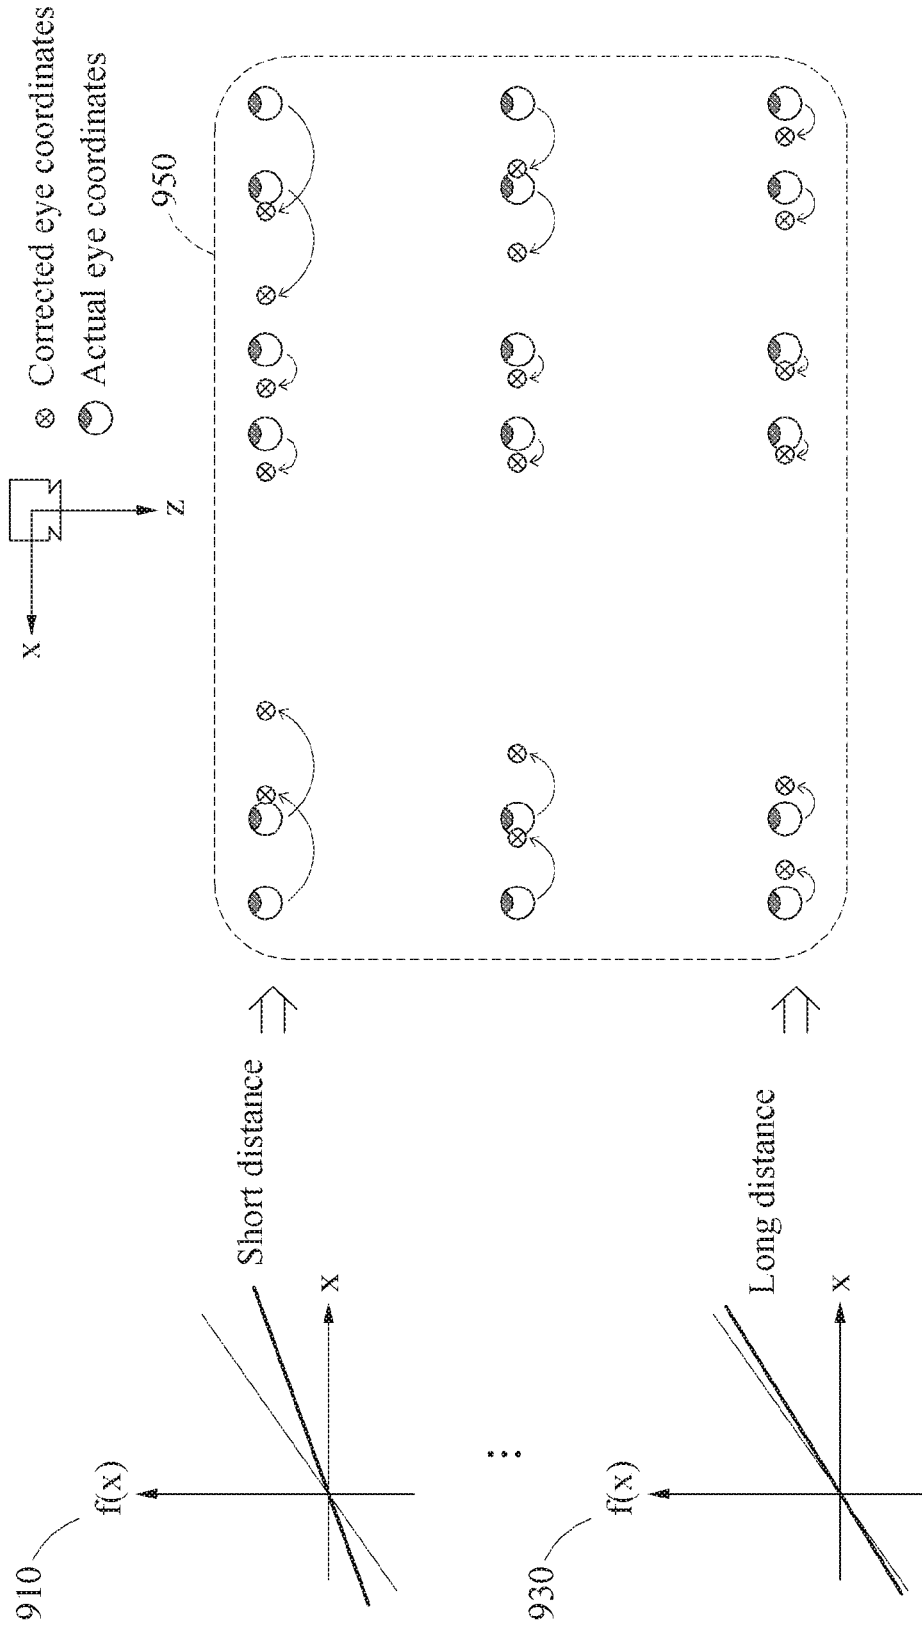 ⊗ Corrected eye coordinates
Actual eye coordinates
x
z
950
910
f(x)
x
Short distance
930
f(x)
x
Long distance